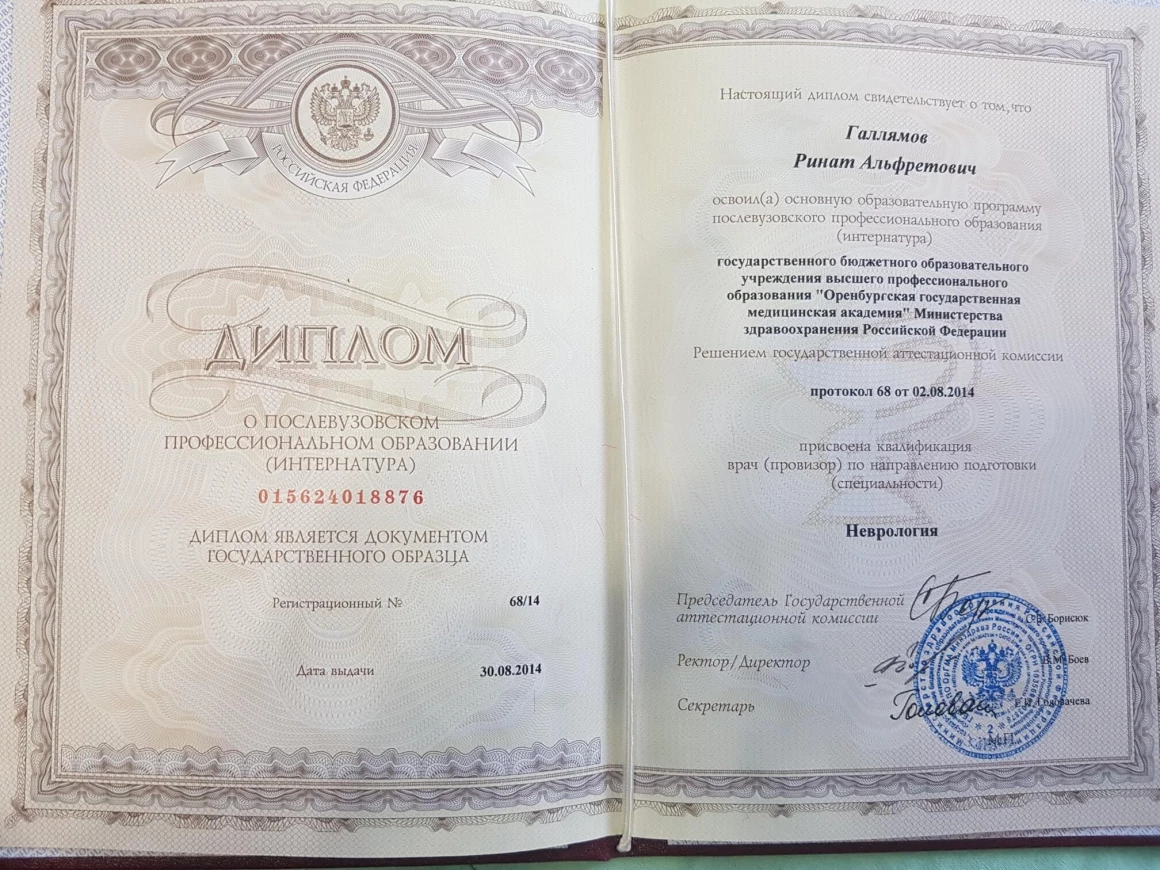 РОССИЙСКАЯ ФЕДЕРАЦИЯ
ДИПЛОМ
О ПОСЛЕВУЗОВСКОМ
ПРОФЕССИОНАЛЬНОМ ОБРАЗОВАНИИ
(ИНТЕРНАТУРА)
015624018876
ДИПЛОМ ЯВЛЯЕТСЯ ДОКУМЕНТОМ
ГОСУДАРСТВЕННОГО ОБРАЗЦА
Регистрационный № 68/14
Дата выдачи 30.08.2014
Настоящий диплом свидетельствует о том, что
Галлямов
Ринат Альфретович
освоил(а) основную образовательную программу
послевузовского профессионального образования
(интернатура)
государственного бюджетного образовательного
учреждения высшего профессионального
образования "Оренбургская государственная
медицинская академия" Министерства
здравоохранения Российской Федерации
Решением государственной аттестационной комиссии
протокол 68 от 02.08.2014
присвоена квалификация
врач (провизор) по направлению подготовки
(специальности)
Неврология
Председатель Государственной
аттестационной комиссии Борисюк
Ректор/Директор В.М. Боев
Секретарь Головачева
М.П.